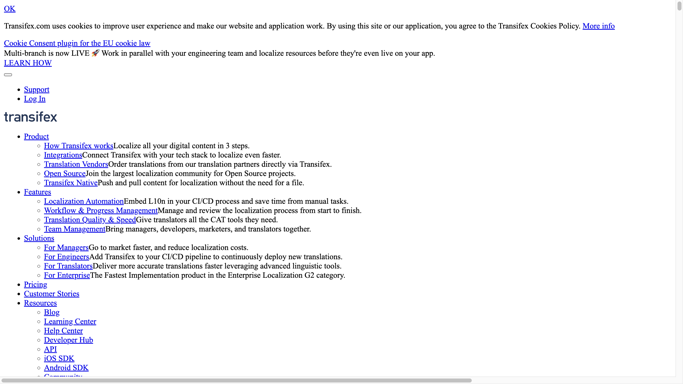 OK
Transifex.com uses cookies to improve user experience and make our website and application work. By using this site or our application, you agree to the Transifex Cookies Policy. More info
Cookie Consent plugin for the EU cookie law
Multi-branch is now LIVE 🚀 Work in parallel with your engineering team and localize resources before they're even live on your app.
LEARN HOW
Support
Log In
transifex
Product
How Transifex worksLocalize all your digital content in 3 steps.
IntegrationsConnect Transifex with your tech stack to localize even faster.
Translation VendorsOrder translations from our translation partners directly via Transifex.
Open SourceJoin the largest localization community for Open Source projects.
Transifex NativePush and pull content for localization without the need for a file.
Features
Localization AutomationEmbed L10n in your CI/CD process and save time from manual tasks.
Workflow & Progress ManagementManage and review the localization process from start to finish.
Translation Quality & SpeedGive translators all the CAT tools they need.
Team ManagementBring managers, developers, marketers, and translators together.
Solutions
For ManagersGo to market faster, and reduce localization costs.
For EngineersAdd Transifex to your CI/CD pipeline to continuously deploy new translations.
For TranslatorsDeliver more accurate translations faster leveraging advanced linguistic tools.
For EnterpriseThe Fastest Implementation product in the Enterprise Localization G2 category.
Pricing
Customer Stories
Resources
Blog
Learning Center
Help Center
Developer Hub
API
iOS SDK
Android SDK